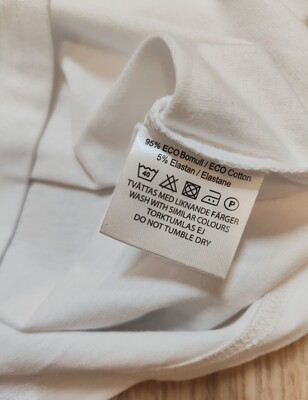 95% ECO Bomull / ECO Cotton
5% Elastan / Elastane
40 P
TVÄTTAS MED LIKNANDE FÄRGER
WASH WITH SIMILAR COLOURS
TORKTUMLAS EJ
DO NOT TUMBLE DRY